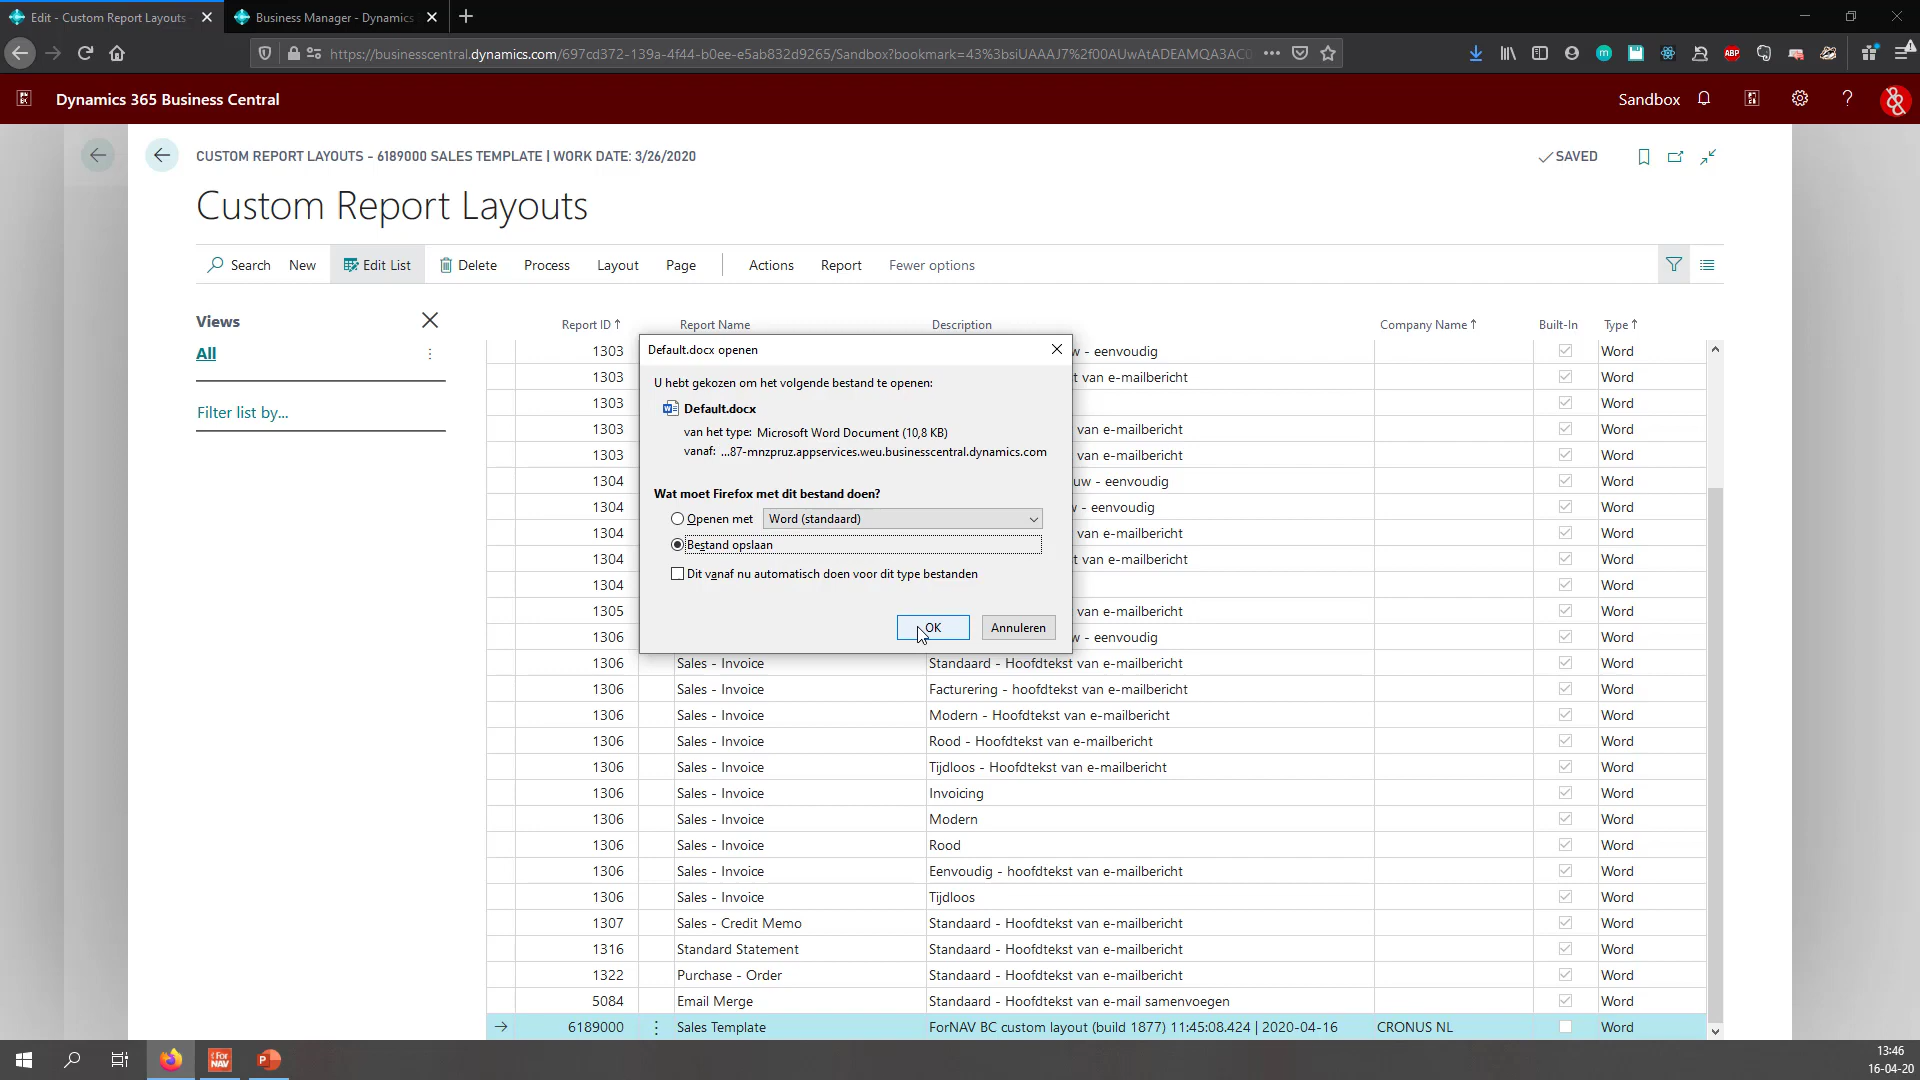 Edit - Custom Report Layouts -
Business Manager - Dynamics
https://businesscentral.dynamics.com/697cd372-139a-4f44-b0ee-e5ab832d9265/Sandbox?bookmark=43%3bsiUAAAJ7%2f00AUwAtADEAMQA3AC0
ABP
Dynamics 365 Business Central
Sandbox
CUSTOM REPORT LAYOUTS - 6189000 SALES TEMPLATE | WORK DATE: 3/26/2020
SAVED
Custom Report Layouts
Search New Edit List Delete Process Layout Page Actions Report Fewer options
Views
All
Filter list by...
Report ID ↑ Report Name Description Company Name ↑ Built-In Type ↑
1303 w - eenvoudig Word
1303 t van e-mailbericht Word
1303 Word
1303 van e-mailbericht Word
1303 van e-mailbericht Word
1304 uw - eenvoudig Word
1304 v - eenvoudig Word
1304 van e-mailbericht Word
1304 t van e-mailbericht Word
1304 Word
1305 van e-mailbericht Word
1306 w - eenvoudig Word
1306 Sales - Invoice Standaard - Hoofdtekst van e-mailbericht Word
1306 Sales - Invoice Facturering - hoofdtekst van e-mailbericht Word
1306 Sales - Invoice Modern - Hoofdtekst van e-mailbericht Word
1306 Sales - Invoice Rood - Hoofdtekst van e-mailbericht Word
1306 Sales - Invoice Tijdloos - Hoofdtekst van e-mailbericht Word
1306 Sales - Invoice Invoicing Word
1306 Sales - Invoice Modern Word
1306 Sales - Invoice Rood Word
1306 Sales - Invoice Eenvoudig - hoofdtekst van e-mailbericht Word
1306 Sales - Invoice Tijdloos Word
1307 Sales - Credit Memo Standaard - Hoofdtekst van e-mailbericht Word
1316 Standard Statement Standaard - Hoofdtekst van e-mailbericht Word
1322 Purchase - Order Standaard - Hoofdtekst van e-mailbericht Word
5084 Email Merge Standaard - Hoofdtekst van e-mail samenvoegen Word
6189000 Sales Template ForNAV BC custom layout (build 1877) 11:45:08.424 | 2020-04-16 CRONUS NL Word
Default.docx openen
U hebt gekozen om het volgende bestand te openen:
Default.docx
van het type: Microsoft Word Document (10,8 KB)
vanaf: ...87-mnzpruz.appservices.weu.businesscentral.dynamics.com
Wat moet Firefox met dit bestand doen?
Openen met Word (standaard)
Bestand opslaan
Dit vanaf nu automatisch doen voor dit type bestanden
OK Annuleren
For NAV
13:46
16-04-20